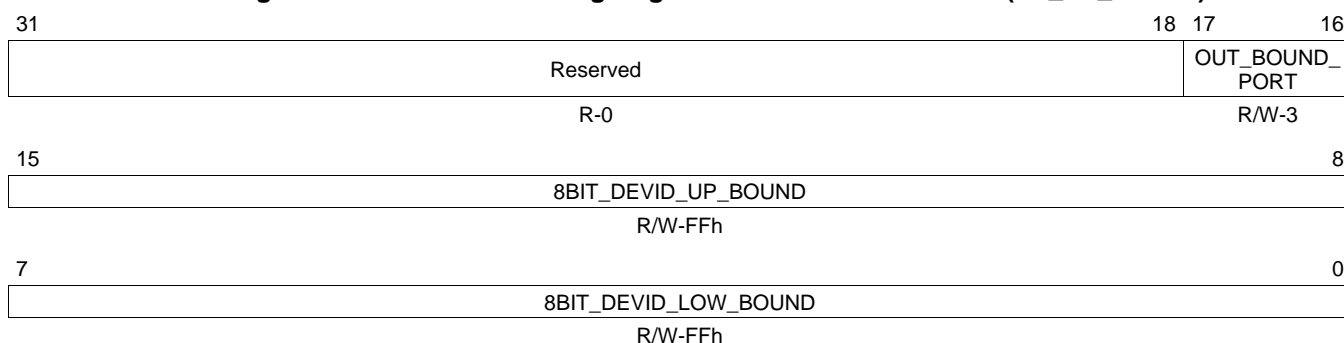 31 18 17 16
Reserved OUT_BOUND_
PORT
R-0 R/W-3
15 8
8BIT_DEVID_UP_BOUND
R/W-FFh
7 0
8BIT_DEVID_LOW_BOUND
R/W-FFh